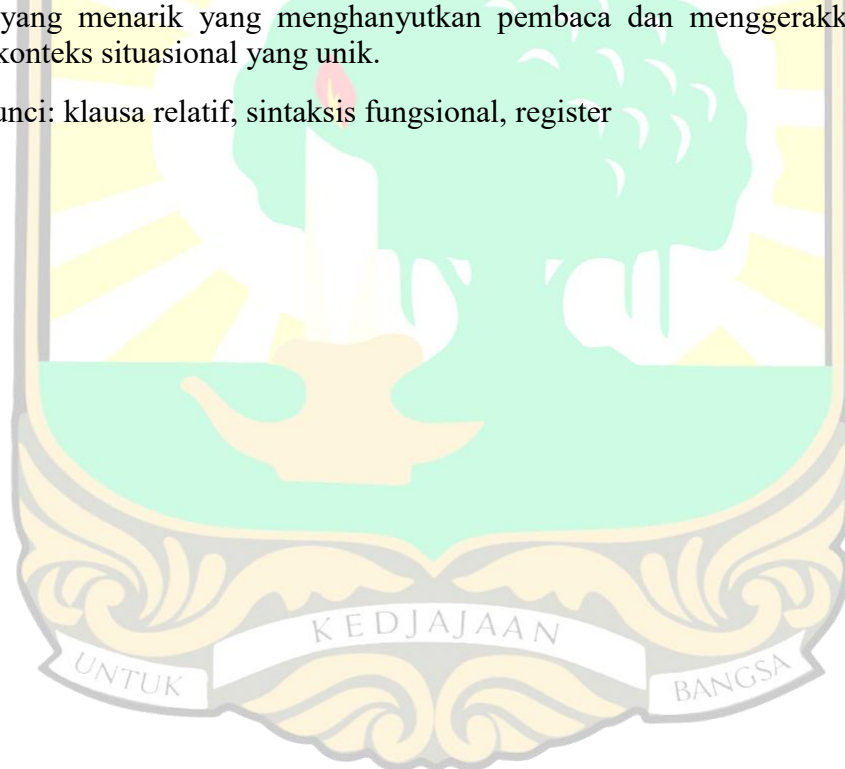 yang menarik yang menghanyutkan pembaca dan menggerakk
konteks situasional yang unik.
unci: klausa relatif, sintaksis fungsional, register
KEDJAJAAN
UNTUK
BANGSA